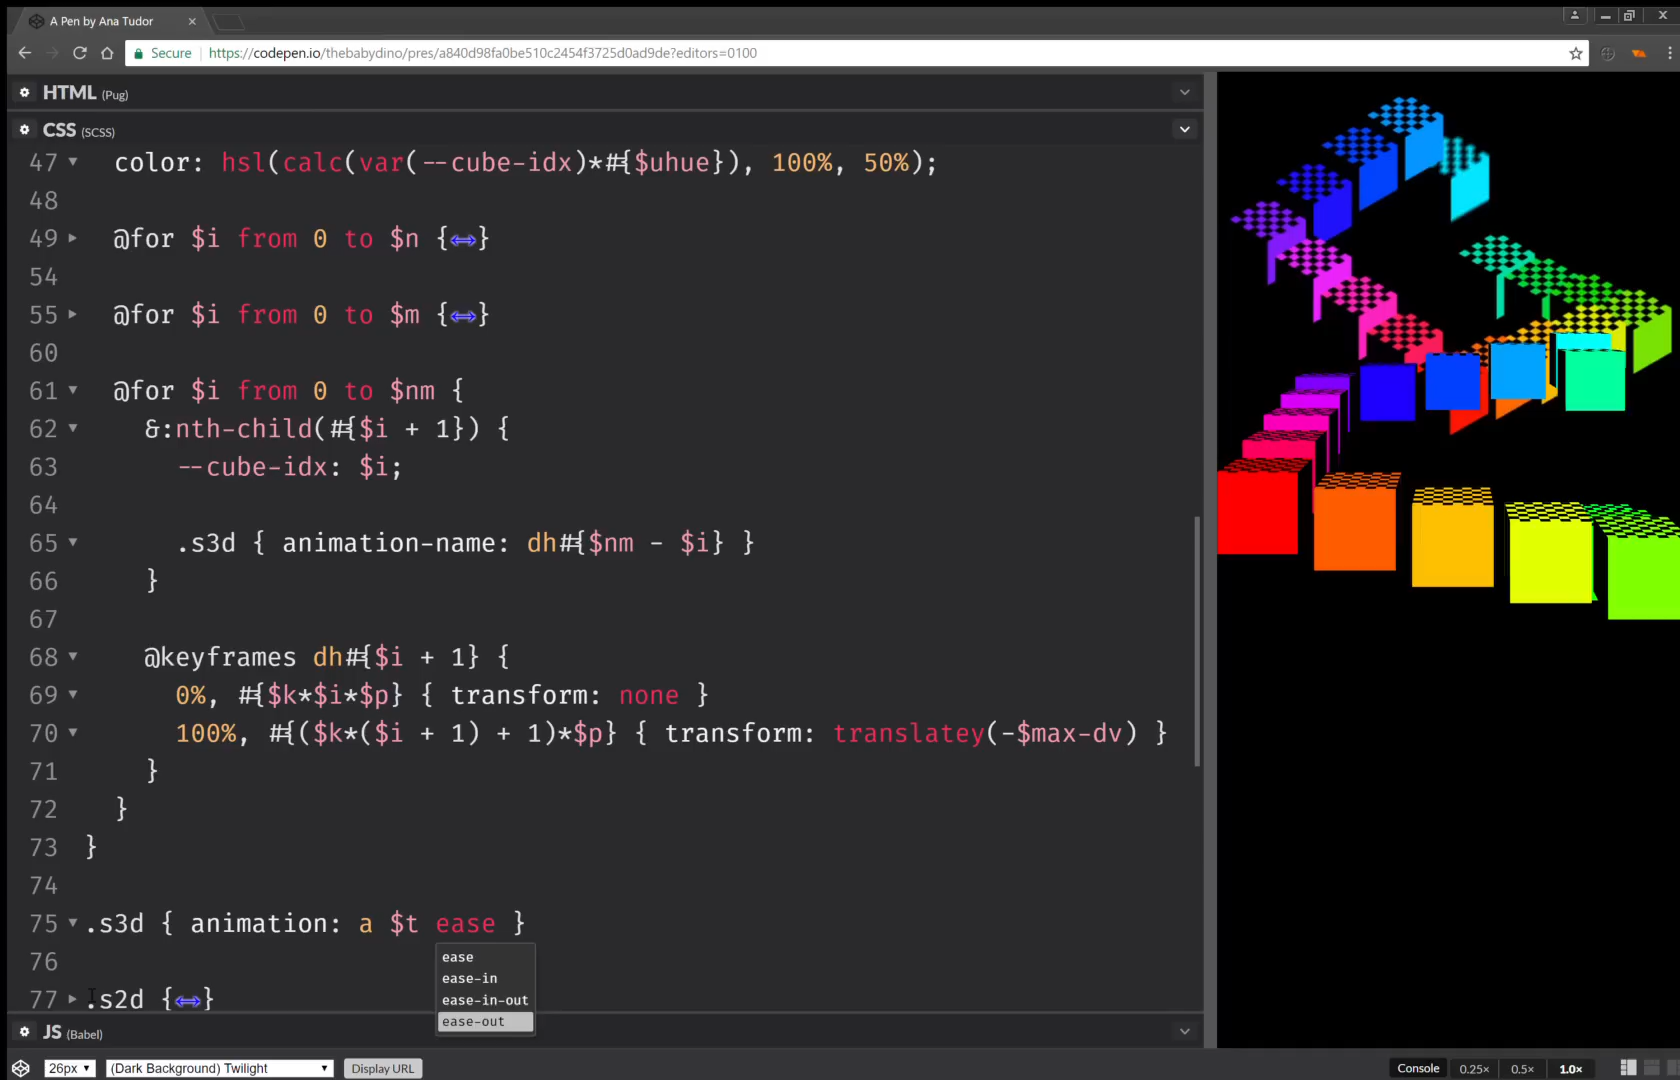 A Pen by Ana Tudor
Secure https://codepen.io/thebabydino/pres/a840d98fa0be510c2454f3725d0ad9de?editors=0100
HTML (Pug)
CSS (SCSS)
47 color: hsl(calc(var(--cube-idx)*#{$uhue}), 100%, 50%);
48
49 @for $i from 0 to $n {↔}
54
55 @for $i from 0 to $m {↔}
60
61 @for $i from 0 to $nm {
62 &:nth-child(#{$i + 1}) {
63 --cube-idx: $i;
64
65 .s3d { animation-name: dh#{$nm - $i} }
66 }
67
68 @keyframes dh#{$i + 1} {
69 0%, #{$k*$i*$p} { transform: none }
70 100%, #{($k*($i + 1) + 1)*$p} { transform: translatey(-$max-dv) }
71 }
72 }
73 }
74
75 .s3d { animation: a $t ease }
76
77 .s2d {↔}
ease
ease-in
ease-in-out
ease-out
JS (Babel)
26px (Dark Background) Twilight Display URL Console 0.25× 0.5× 1.0×